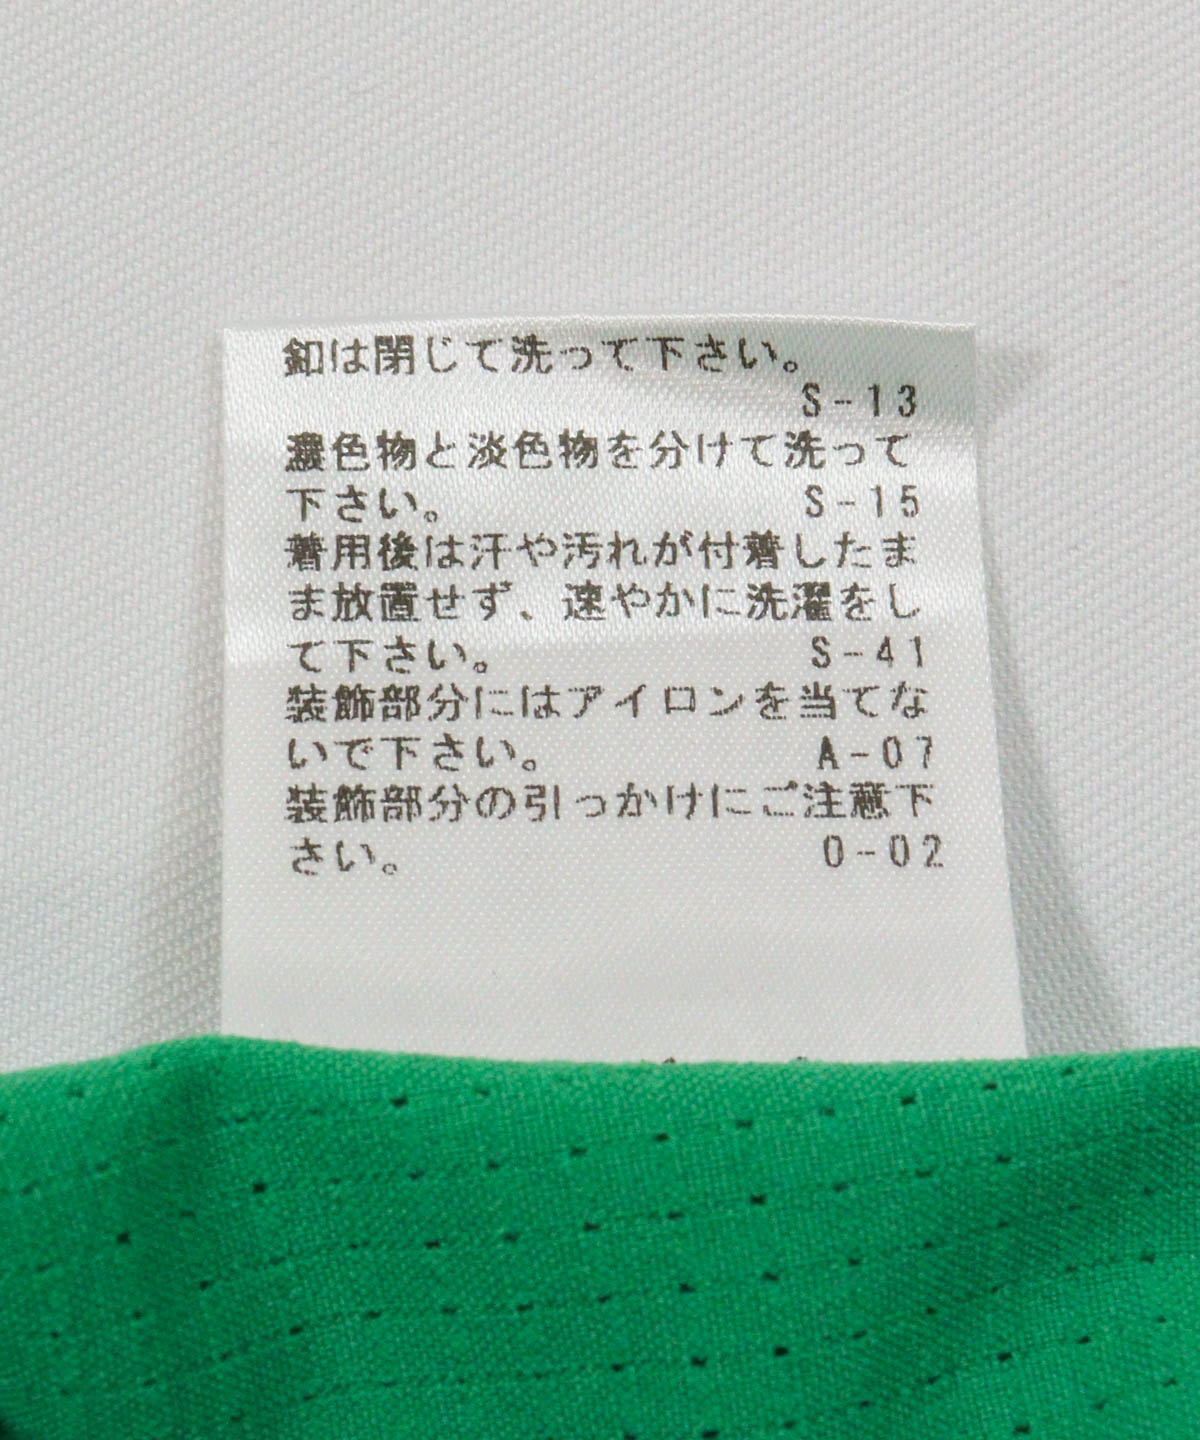 釦は閉じて洗って下さい。
S-13
濃色物と淡色物を分けて洗って
下さい。 S-15
着用後は汗や汚れが付着したま
ま放置せず、速やかに洗濯をし
て下さい。 S-41
装飾部分にはアイロンを当てな
いで下さい。 A-07
装飾部分の引っかけにご注意下
さい。 0-02